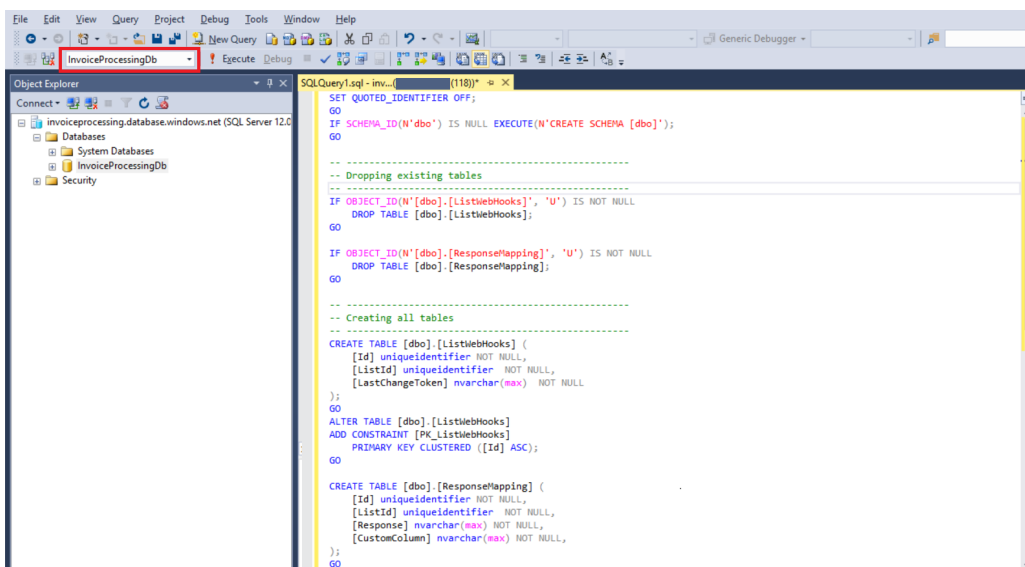 File Edit View Query Project Debug Tools Window Help
New Query Generic Debugger
InvoiceProcessingDb Execute Debug
Object Explorer
SQLQuery1.sql - inv...( (118))*
Connect
invoiceprocessing.database.windows.net (SQL Server 12.0
Databases
System Databases
InvoiceProcessingDb
Security
SET QUOTED_IDENTIFIER OFF;
GO
IF SCHEMA_ID(N'dbo') IS NULL EXECUTE(N'CREATE SCHEMA [dbo]');
GO
-- --------------------------------------------------
-- Dropping existing tables
-- --------------------------------------------------
IF OBJECT_ID(N'[dbo].[ListWebHooks]', 'U') IS NOT NULL
DROP TABLE [dbo].[ListWebHooks];
GO
IF OBJECT_ID(N'[dbo].[ResponseMapping]', 'U') IS NOT NULL
DROP TABLE [dbo].[ResponseMapping];
GO
-- --------------------------------------------------
-- Creating all tables
-- --------------------------------------------------
CREATE TABLE [dbo].[ListWebHooks] (
[Id] uniqueidentifier NOT NULL,
[ListId] uniqueidentifier NOT NULL,
[LastChangeToken] nvarchar(max) NOT NULL
);
GO
ALTER TABLE [dbo].[ListWebHooks]
ADD CONSTRAINT [PK_ListWebHooks]
PRIMARY KEY CLUSTERED ([Id] ASC);
GO
CREATE TABLE [dbo].[ResponseMapping] (
[Id] uniqueidentifier NOT NULL,
[ListId] uniqueidentifier NOT NULL,
[Response] nvarchar(max) NOT NULL,
[CustomColumn] nvarchar(max) NOT NULL,
);
GO